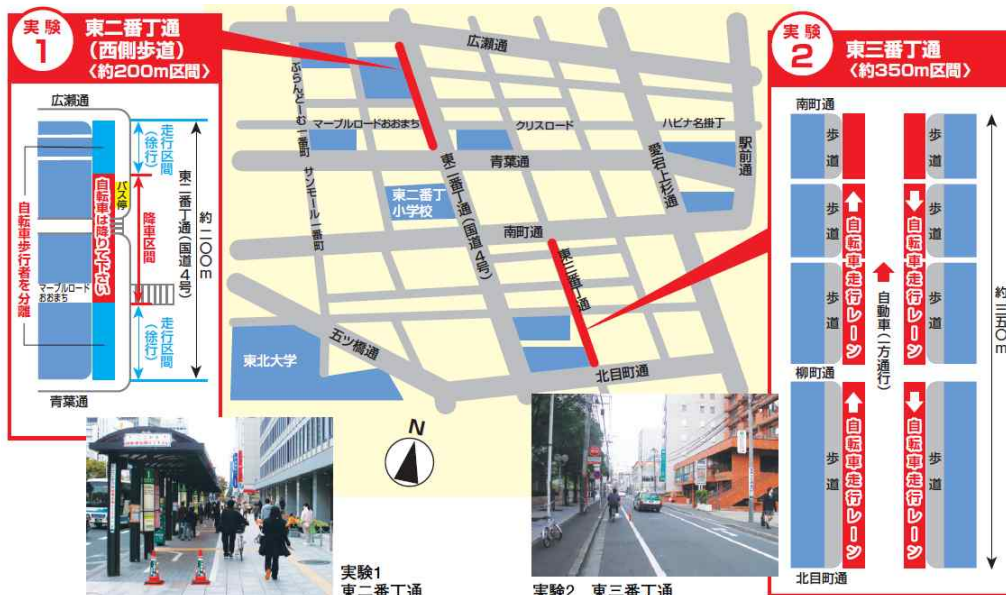 実験
1
東二番丁通
（西側歩道）
〈約200m区間〉
広瀬通
走行区間
（徐行）
バス停
自転車は降りて下さい
降車区間
約二〇〇m
東二番丁通（国道4号）
自転車歩行者を分離
マーブルロード
おおまち
走行区間
（徐行）
青葉通
広瀬通
ぶらんどーむ一番町
マーブルロードおおまち
クリスロード
ハピナ名掛丁
青葉通
サンモール一番町
東二番丁
小学校
東二番丁通（国道4号）
愛宕上杉通
駅前通
南町通
東三番丁通
五ツ橋通
東北大学
北目町通
N
実験1
東二番丁通
実験2　東三番丁通
実験
2
東三番丁通
〈約350m区間〉
南町通
歩道
歩道
歩道
歩道
歩道
歩道
自転車走行レーン
自転車走行レーン
自動車（一方通行）
約三五〇m
柳町通
歩道
自転車走行レーン
自転車走行レーン
歩道
北目町通